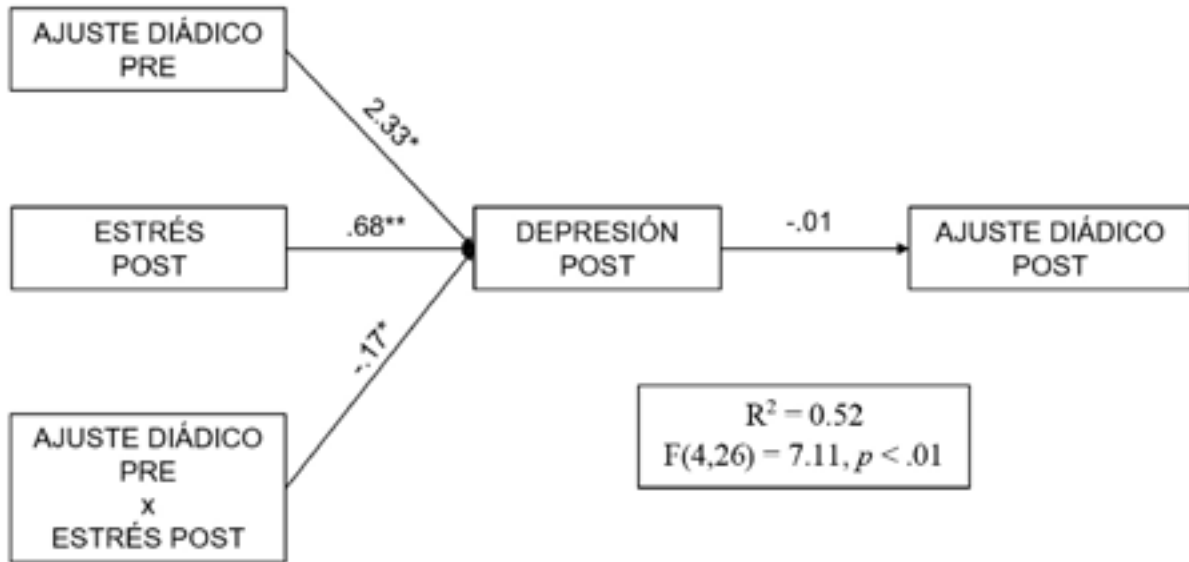 AJUSTE DIÁDICO
PRE
2.33*
ESTRÉS
POST
.68**
DEPRESIÓN
POST
-.01
AJUSTE DIÁDICO
POST
-.17*
AJUSTE DIÁDICO
PRE
x
ESTRÉS POST
R² = 0.52
F(4,26) = 7.11, p < .01